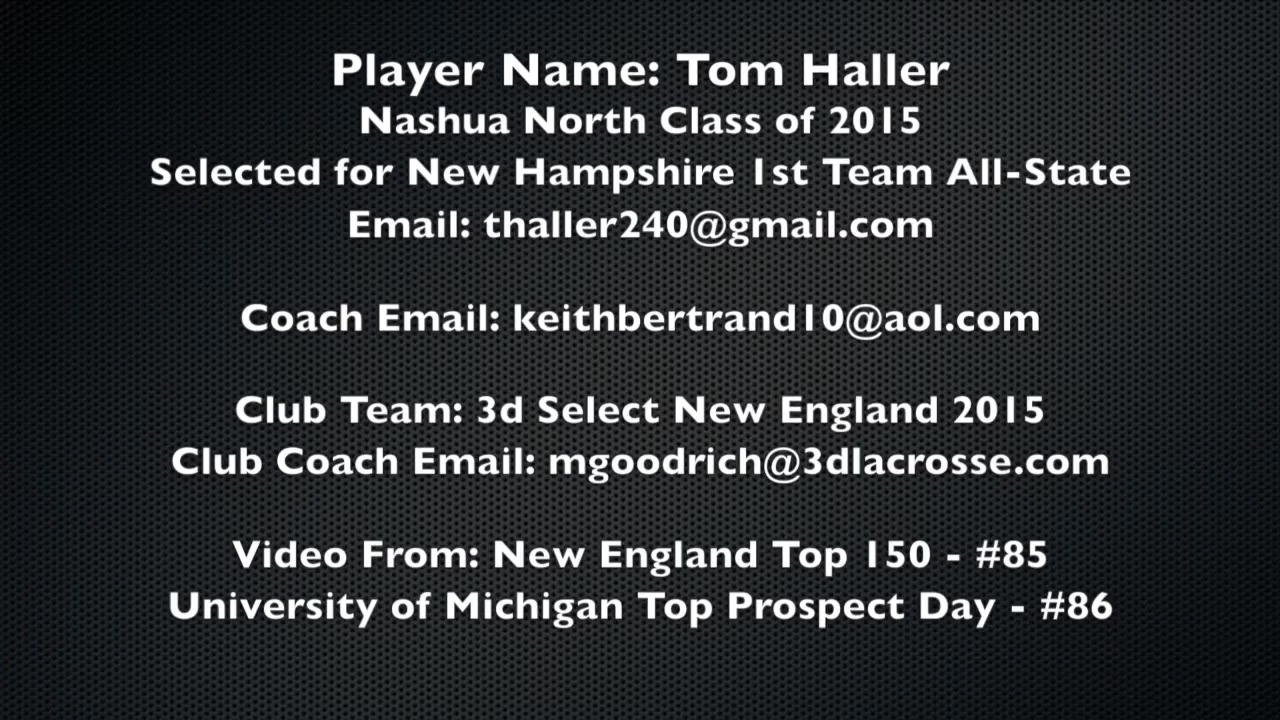 Player Name: Tom Haller
Nashua North Class of 2015
Selected for New Hampshire 1st Team All-State
Email: thaller240@gmail.com
Coach Email: keithbertrand10@aol.com
Club Team: 3d Select New England 2015
Club Coach Email: mgoodrich@3dlacrosse.com
Video From: New England Top 150 - #85
University of Michigan Top Prospect Day - #86